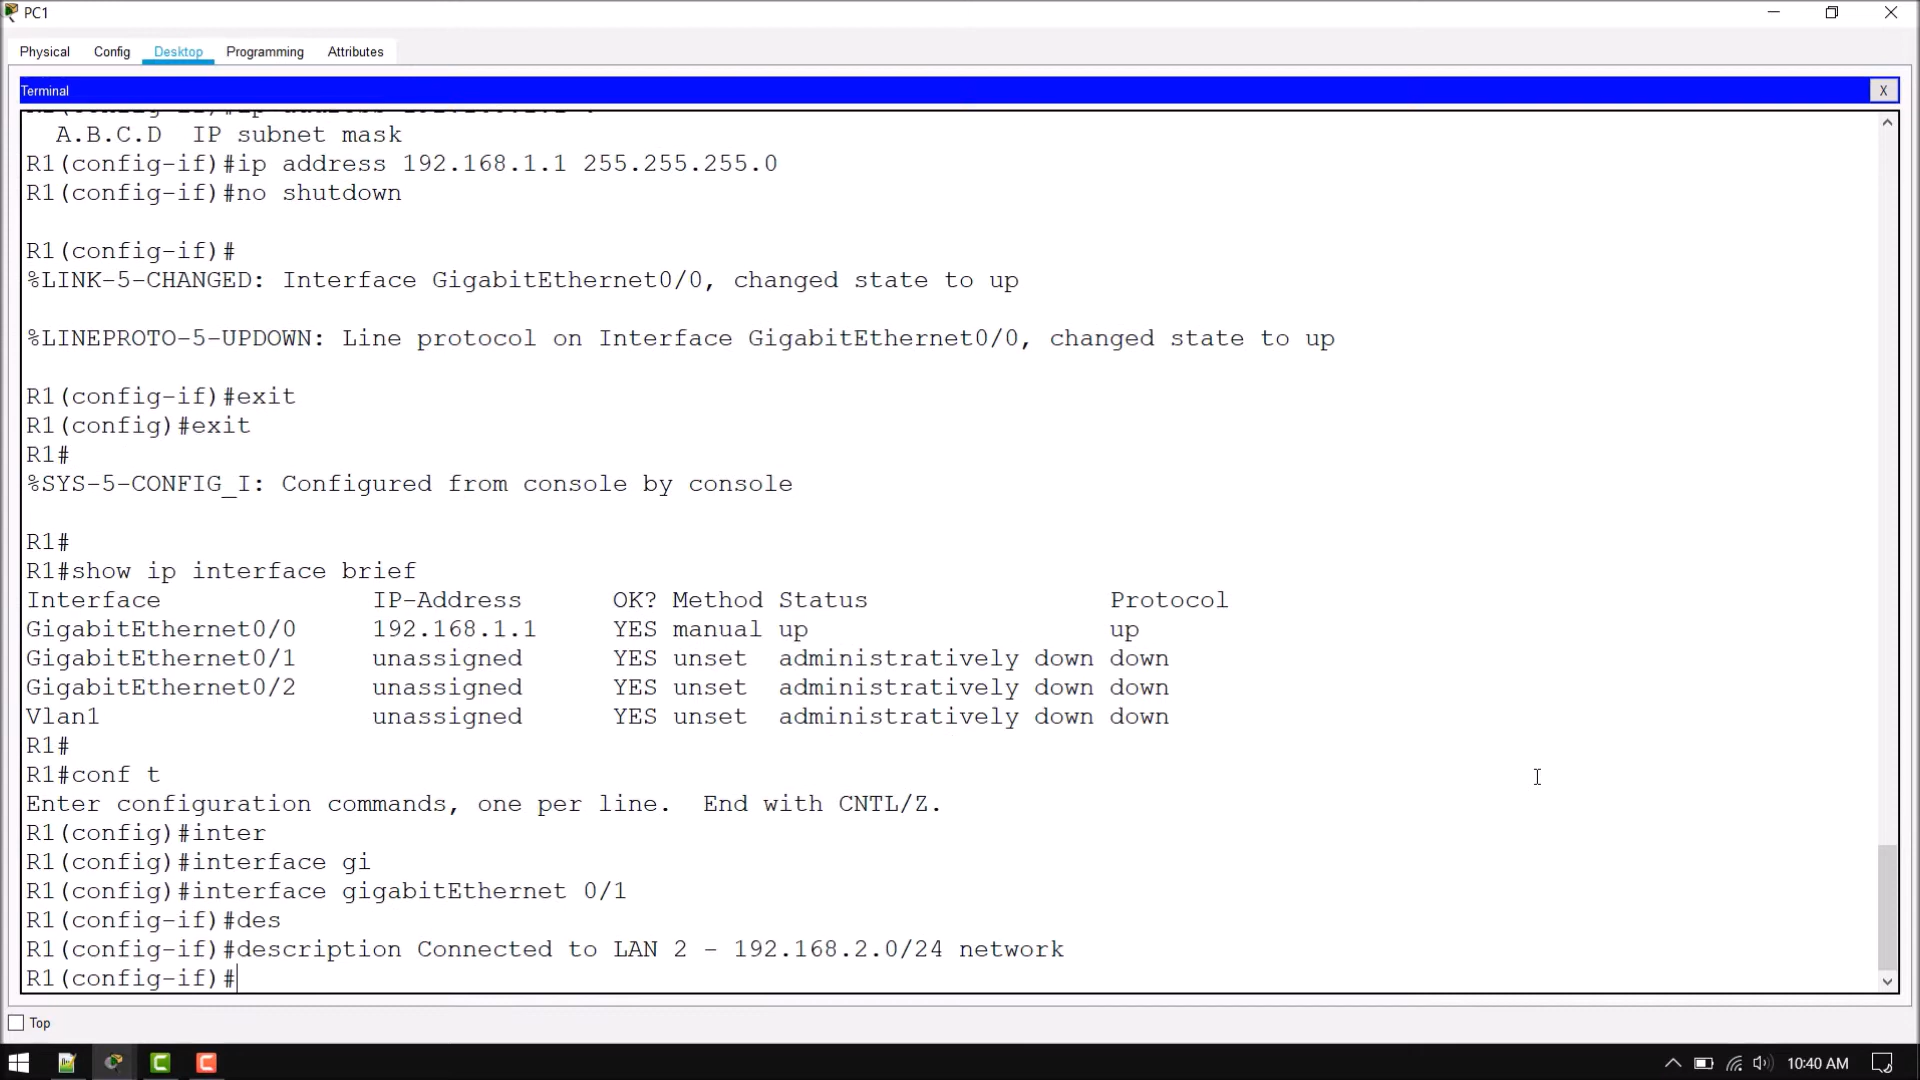 PC1
Physical Config Desktop Programming Attributes
Terminal
X
A.B.C.D  IP subnet mask
R1(config-if)#ip address 192.168.1.1 255.255.255.0
R1(config-if)#no shutdown
R1(config-if)#
%LINK-5-CHANGED: Interface GigabitEthernet0/0, changed state to up
%LINEPROTO-5-UPDOWN: Line protocol on Interface GigabitEthernet0/0, changed state to up
R1(config-if)#exit
R1(config)#exit
R1#
%SYS-5-CONFIG_I: Configured from console by console
R1#
R1#show ip interface brief
Interface IP-Address OK? Method Status Protocol
GigabitEthernet0/0 192.168.1.1 YES manual up up
GigabitEthernet0/1 unassigned YES unset administratively down down
GigabitEthernet0/2 unassigned YES unset administratively down down
Vlan1 unassigned YES unset administratively down down
R1#
R1#conf t
Enter configuration commands, one per line.  End with CNTL/Z.
R1(config)#inter
R1(config)#interface gi
R1(config)#interface gigabitEthernet 0/1
R1(config-if)#des
R1(config-if)#description Connected to LAN 2 - 192.168.2.0/24 network
R1(config-if)#
Top
10:40 AM